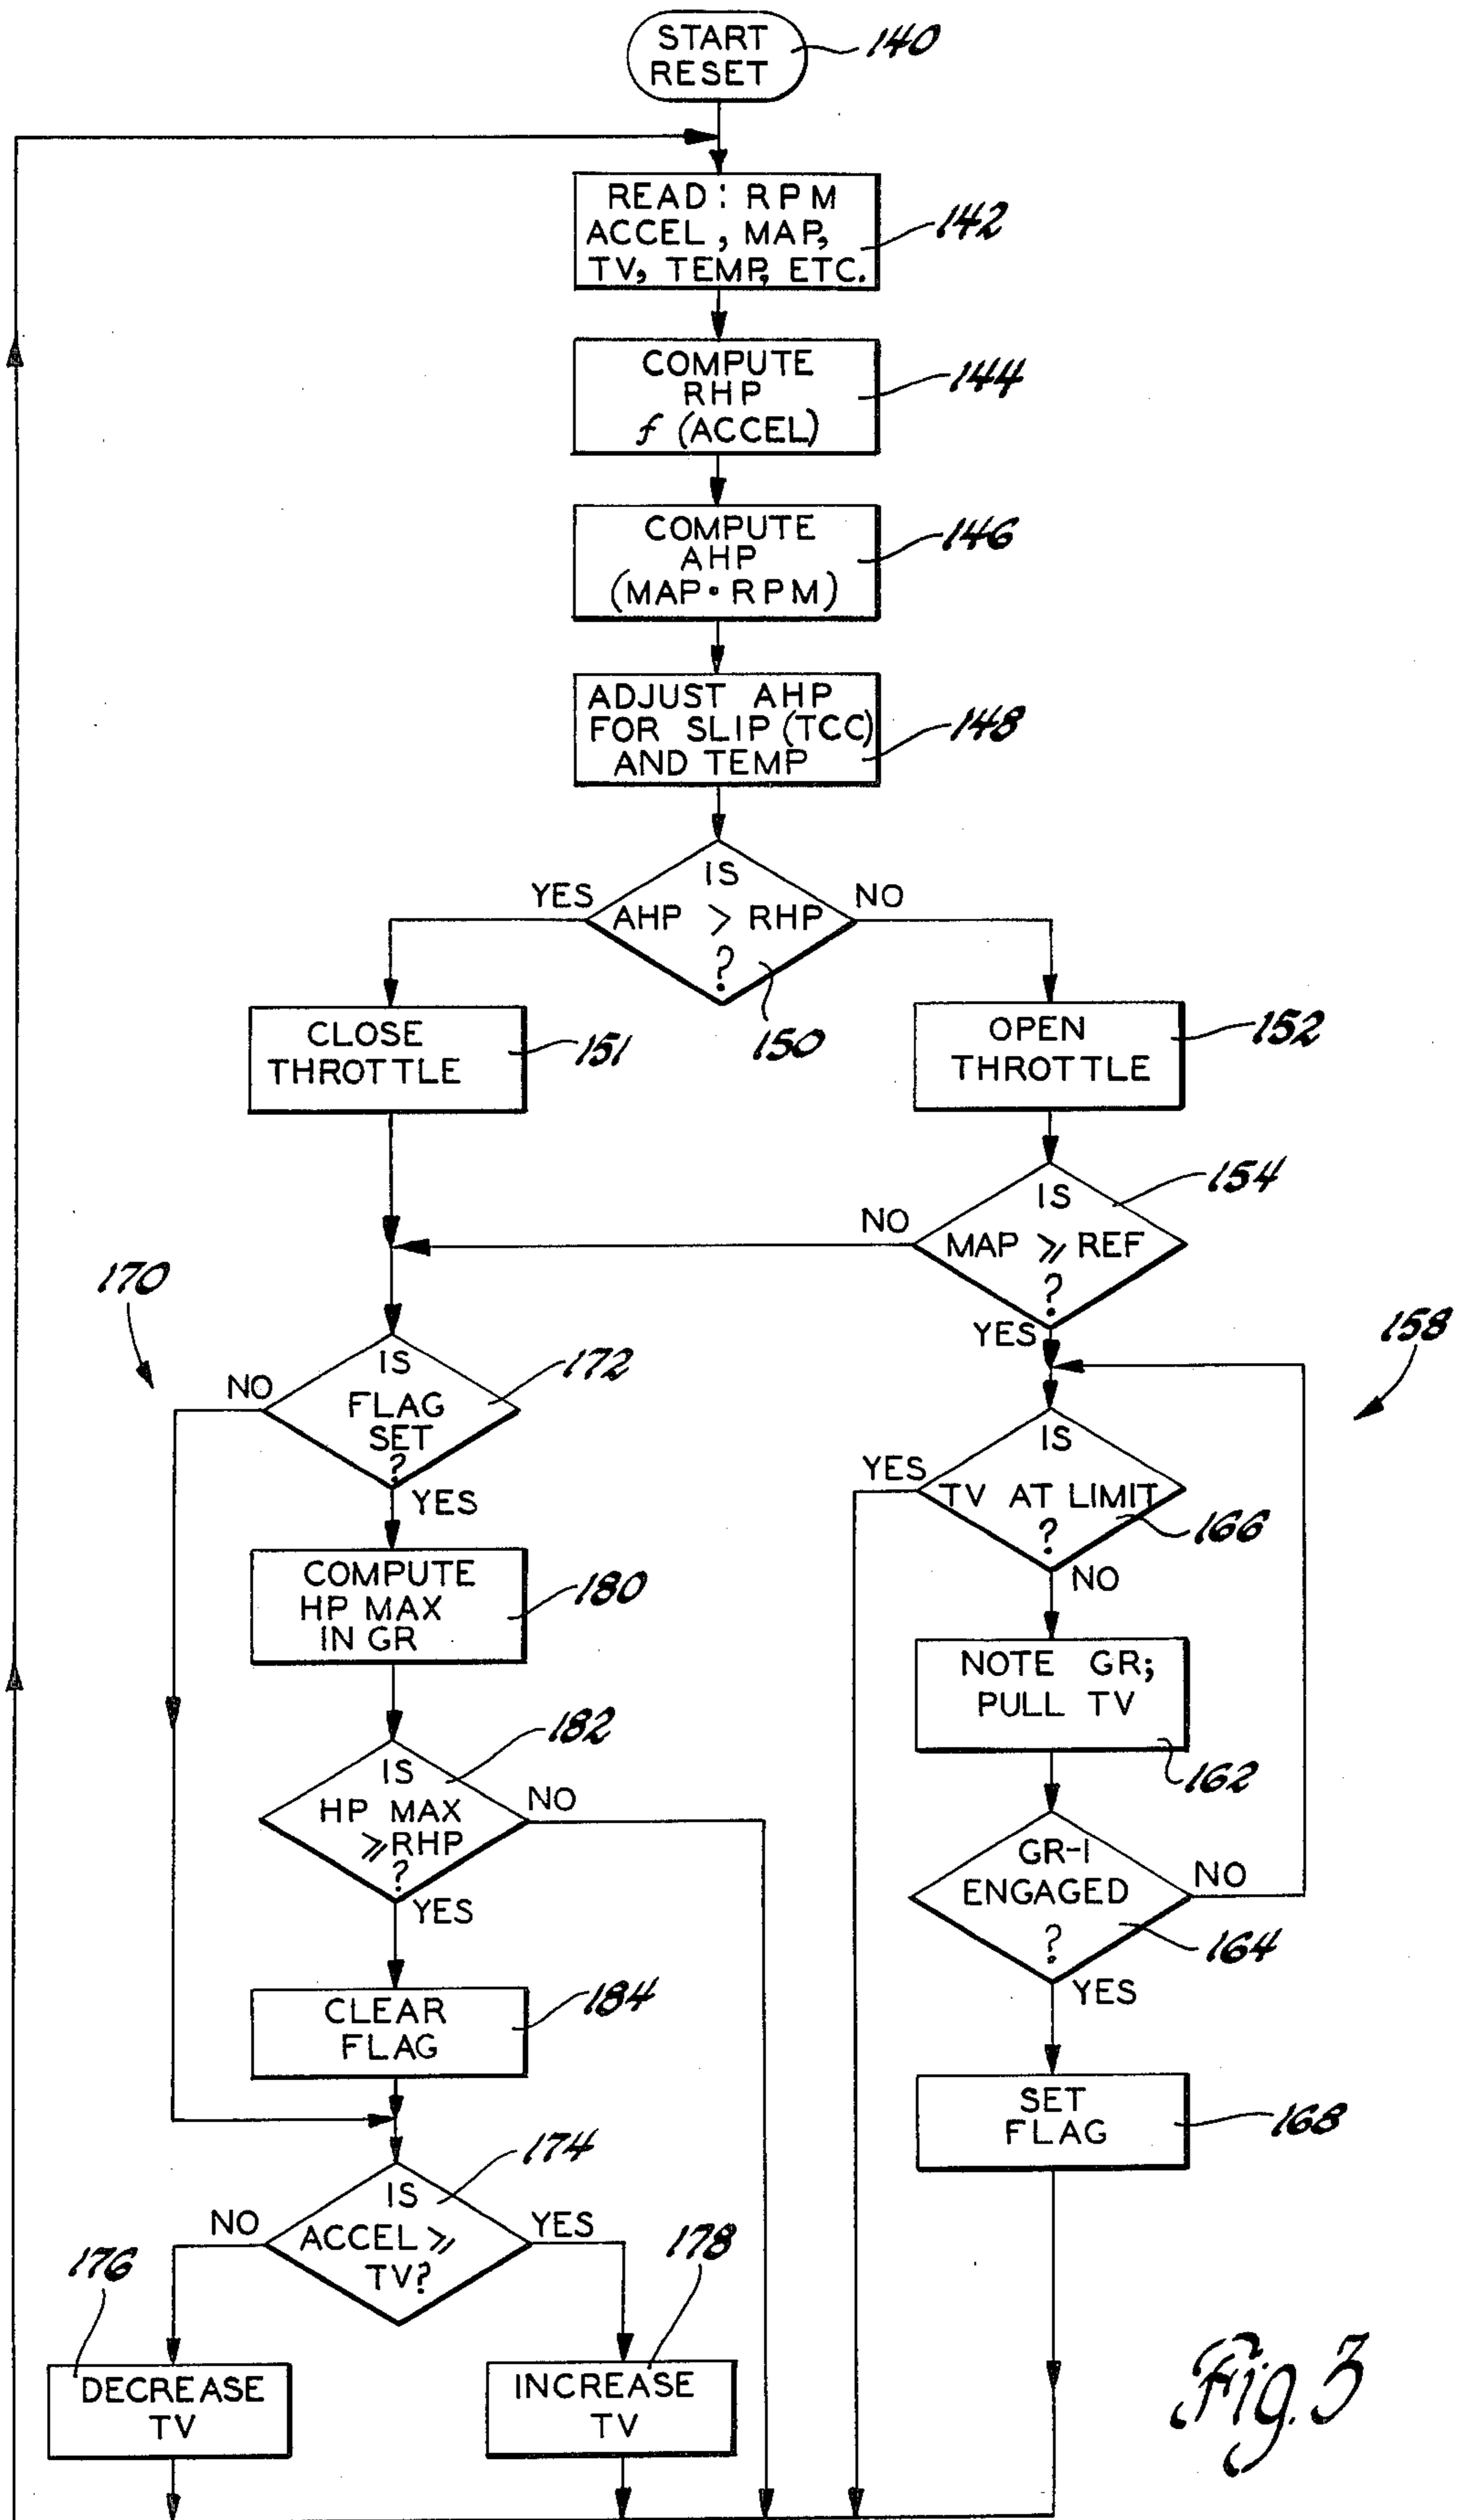 START
RESET
140
READ: RPM
ACCEL, MAP,
TV, TEMP, ETC.
142
COMPUTE
RHP
f (ACCEL)
144
COMPUTE
AHP
(MAP•RPM)
146
ADJUST AHP
FOR SLIP (TCC)
AND TEMP
148
YES
IS
AHP > RHP
?
NO
150
CLOSE
THROTTLE
151
OPEN
THROTTLE
152
IS
MAP ⩾ REF
?
154
NO
YES
170
158
IS
FLAG
SET
?
172
NO
YES
IS
TV AT LIMIT
?
166
YES
NO
COMPUTE
HP MAX
IN GR
180
NOTE GR;
PULL TV
162
IS
HP MAX
⩾RHP
?
182
NO
YES
GR-1
ENGAGED
?
164
NO
YES
CLEAR
FLAG
184
SET
FLAG
168
IS
ACCEL ⩾
TV?
174
NO
YES
176
178
DECREASE
TV
INCREASE
TV
Fig. 3